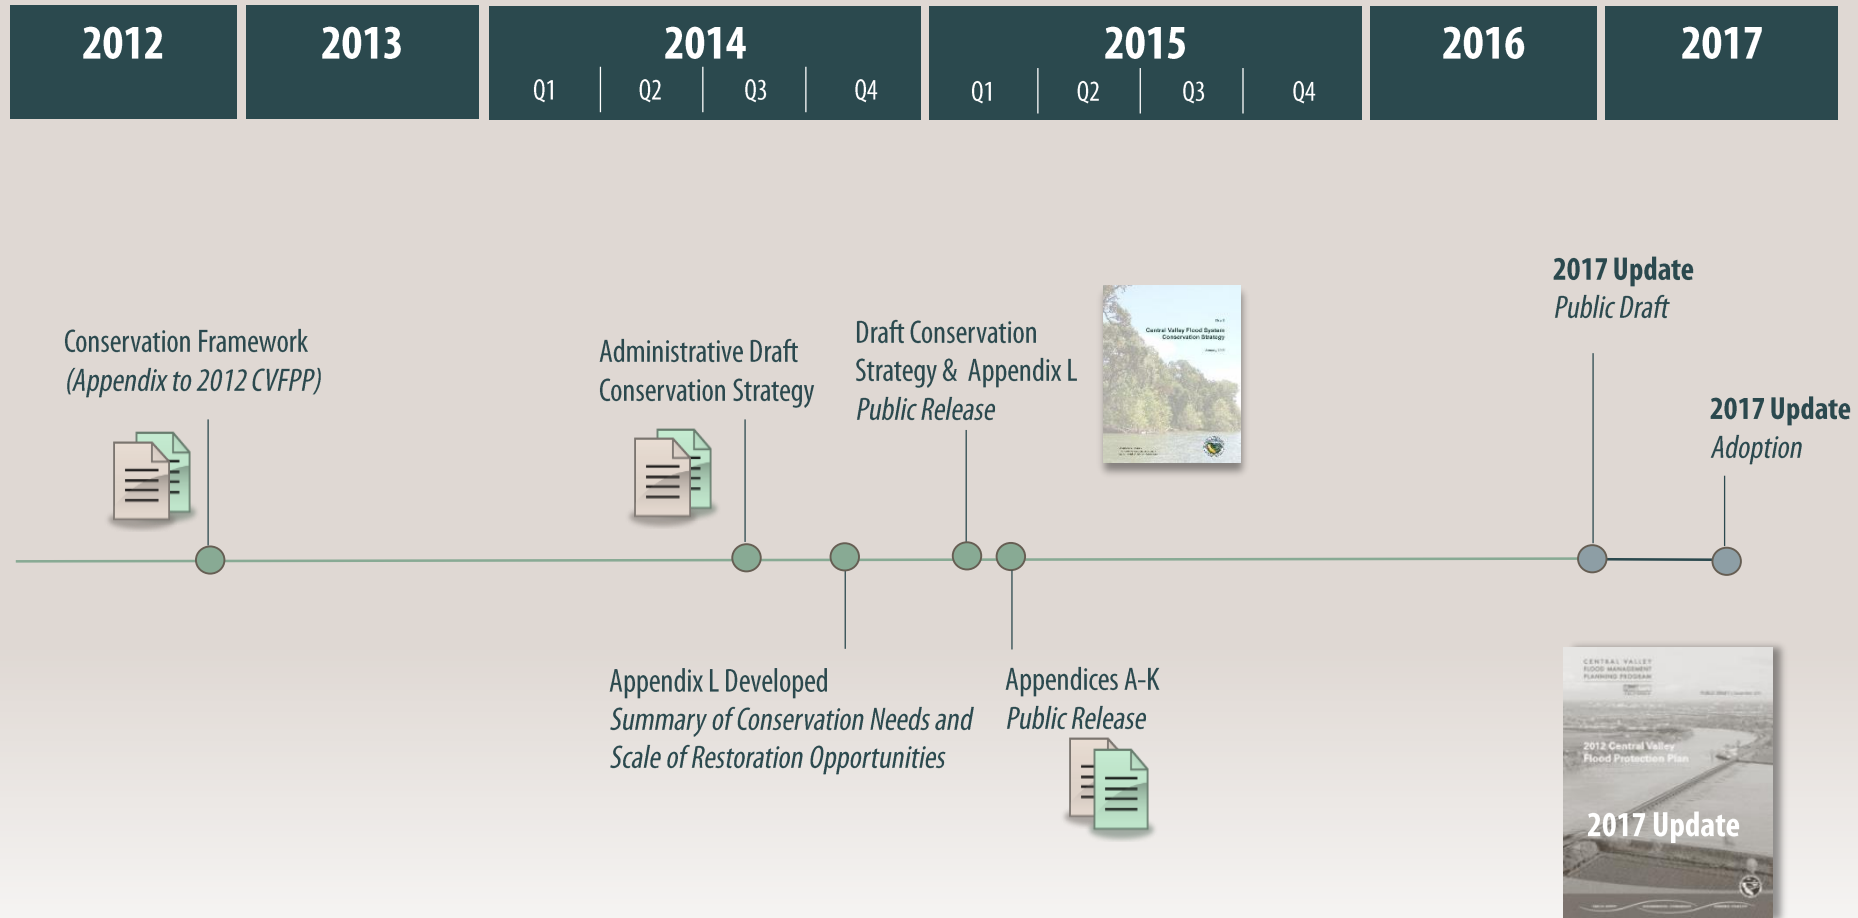 2012
2013
2014
2015
2016
2017
Q1
Q2
Q3
Q4
Q1
Q2
Q3
Q4
Conservation Framework
(Appendix to 2012 CVFPP)
Administrative Draft
Conservation Strategy
Draft Conservation
Strategy & Appendix L
Public Release
Central Valley Flood System
Conservation Strategy
2017 Update
Public Draft
2017 Update
Adoption
Appendix L Developed
Summary of Conservation Needs and
Scale of Restoration Opportunities
Appendices A-K
Public Release
CENTRAL VALLEY
FLOOD MANAGEMENT
PLANNING PROGRAM
2012 Central Valley
Flood Protection Plan
2017 Update